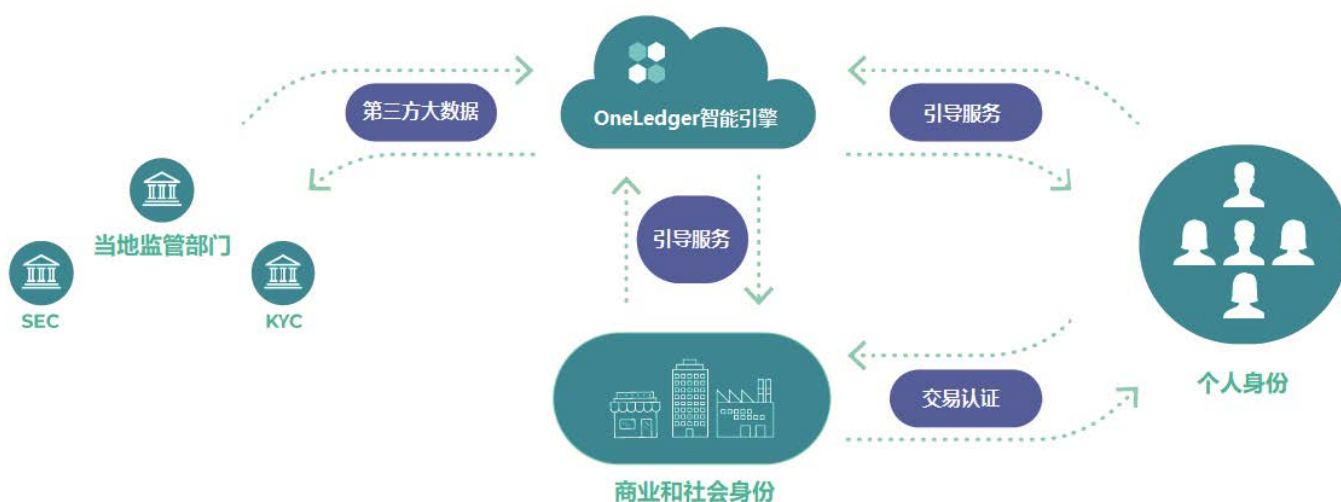 OneLedger智能引擎
第三方大数据
引导服务
当地监管部门
SEC
KYC
引导服务
交易认证
个人身份
商业和社会身份